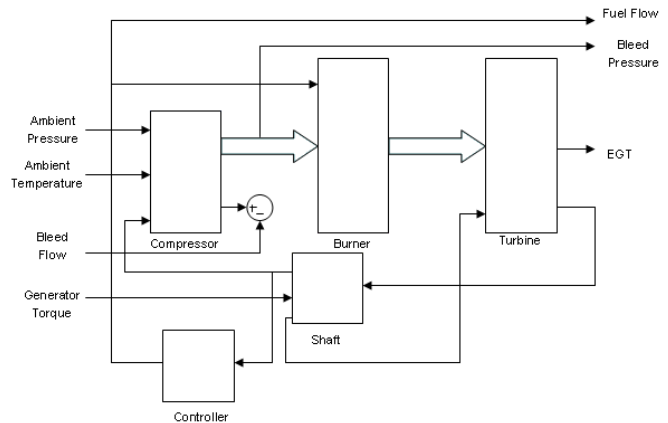 Fuel Flow
Bleed
Pressure
Ambient
Pressure
Ambient
Temperature
EGT
+
-
Bleed
Flow
Compressor
Burner
Turbine
Generator
Torque
Shaft
Controller